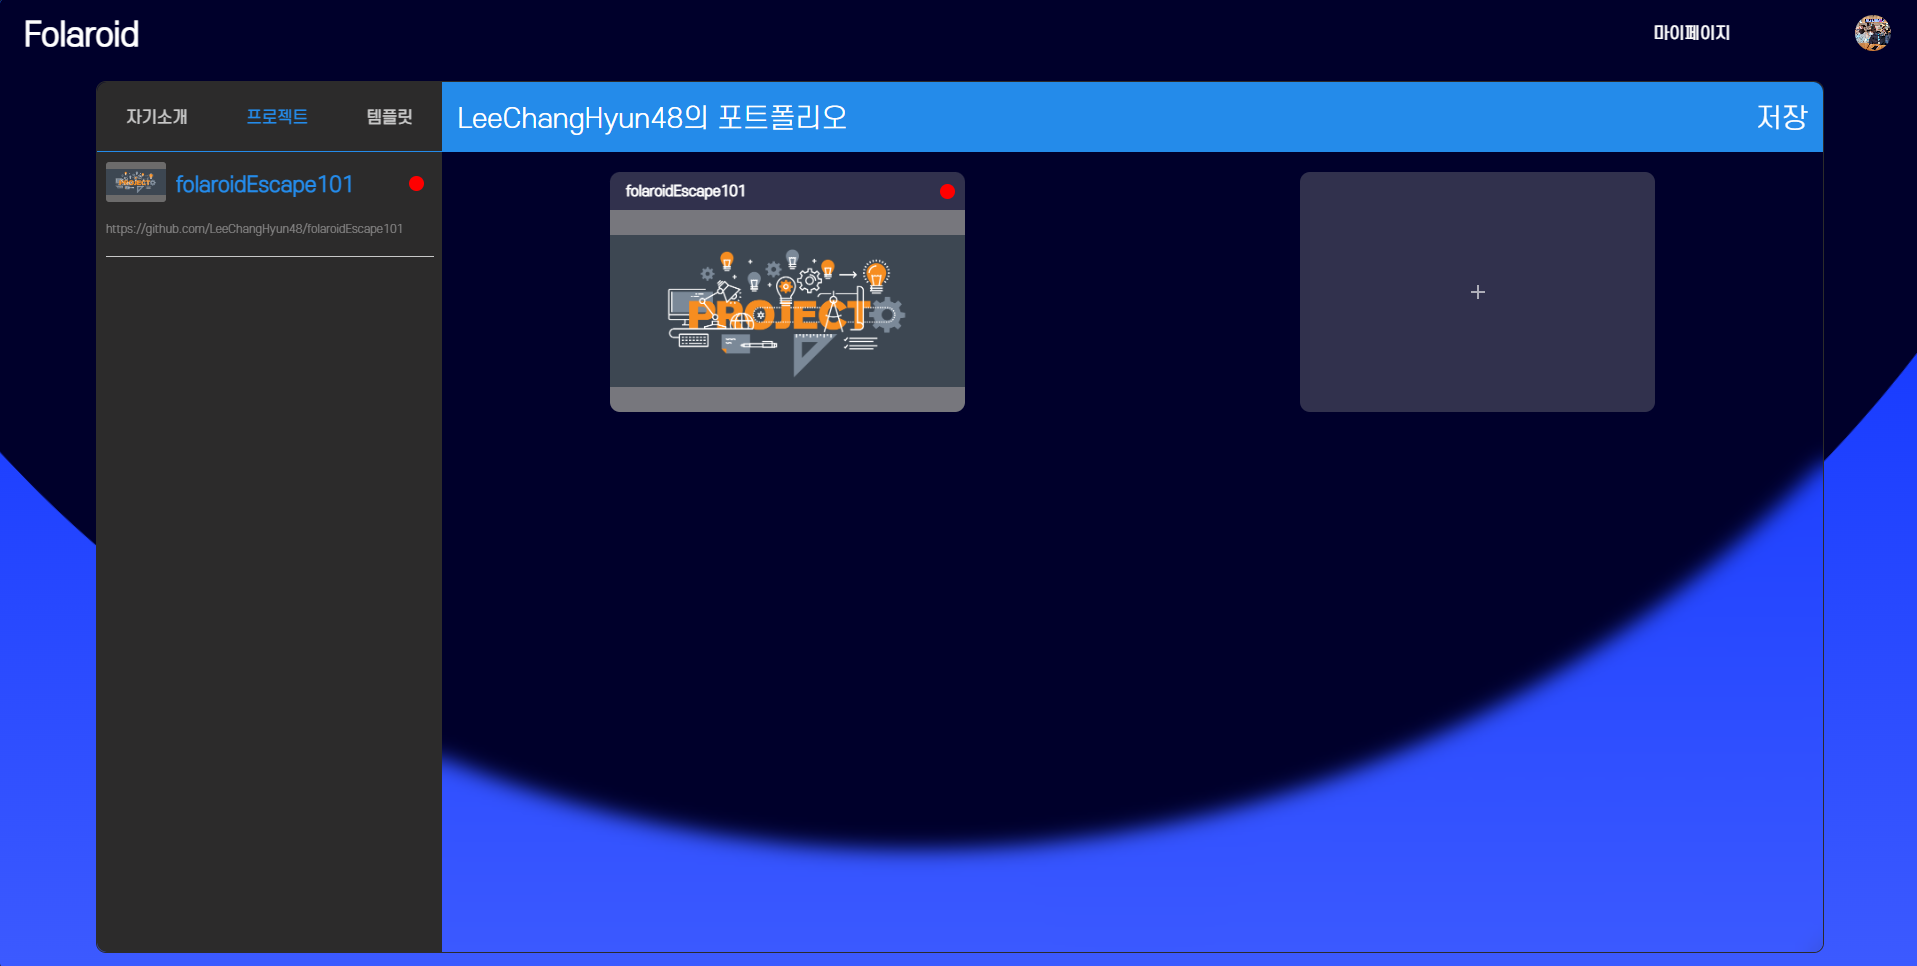 Folaroid
마이페이지
자기소개 프로젝트 템플릿
LeeChangHyun48의 포트폴리오
저장
folaroidEscape101
https://github.com/LeeChangHyun48/folaroidEscape101
folaroidEscape101
PROJECT
+